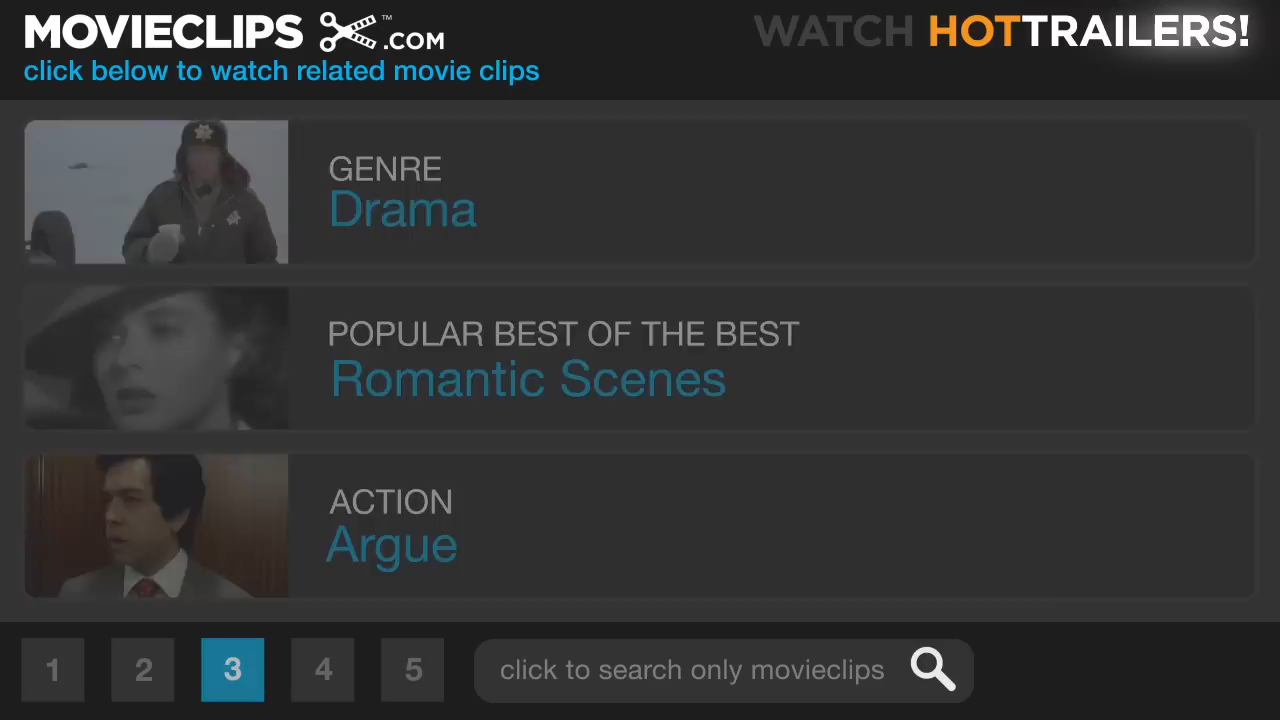 MOVIECLIPS ™ .COM
WATCH HOTTRAILERS!
click below to watch related movie clips
GENRE
Drama
POPULAR BEST OF THE BEST
Romantic Scenes
ACTION
Argue
1 2 3 4 5
click to search only movieclips